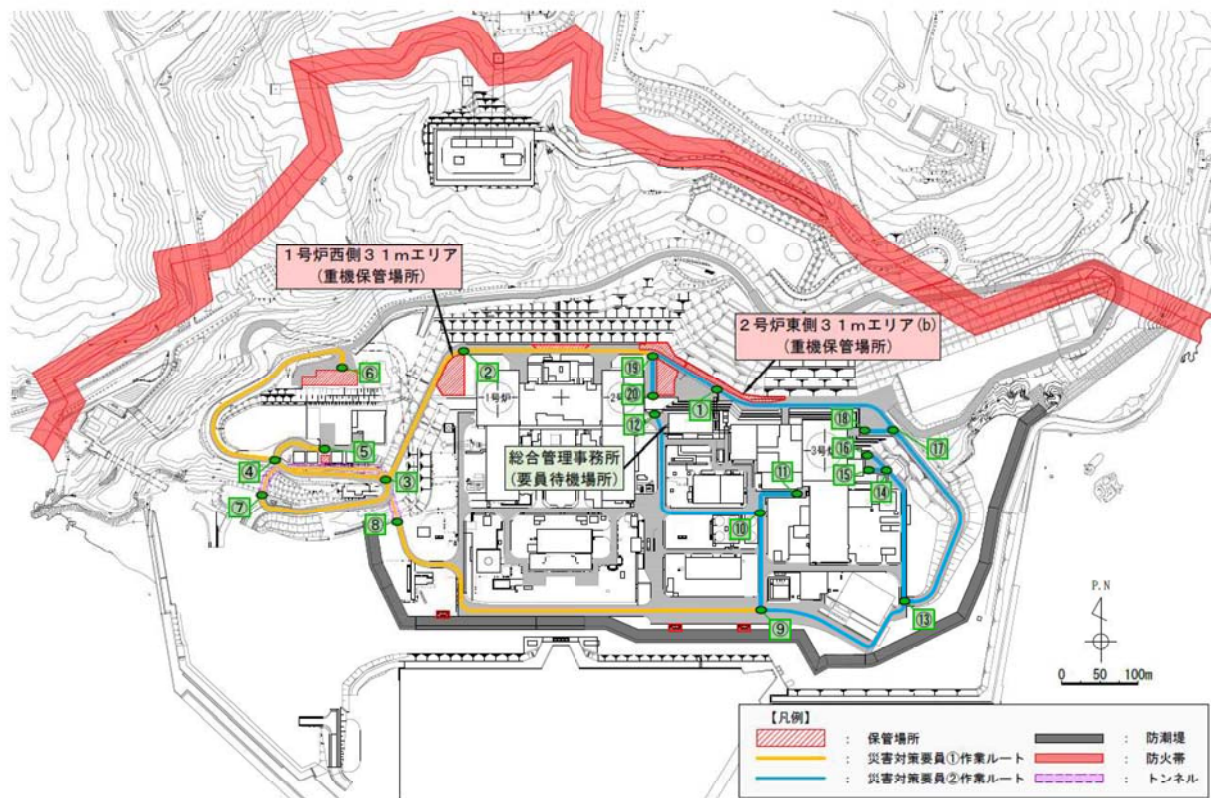 1号炉西側31mエリア
(重機保管場所)
2号炉東側31mエリア(b)
(重機保管場所)
⑥
②
⑲
1号炉
2号
⑳
①
⑫
⑱
⑰
⑤
④
総合管理事務所
(要員待機場所)
⑯
3号炉
⑪
⑮
⑭
③
⑦
⑧
⑩
⑨
⑬
P.N
0 50 100m
【凡例】
： 保管場所
： 防潮堤
： 災害対策要員①作業ルート
： 防火帯
： 災害対策要員②作業ルート
： トンネル